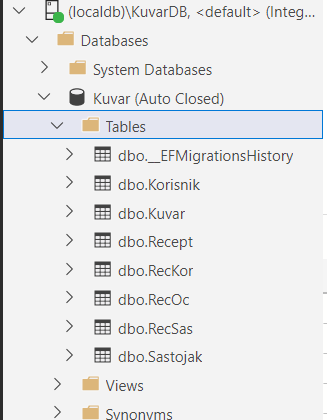 (localdb)\KuvarDB, <default> (Integ...
Databases
System Databases
Kuvar (Auto Closed)
Tables
dbo.__EFMigrationsHistory
dbo.Korisnik
dbo.Kuvar
dbo.Recept
dbo.RecKor
dbo.RecOc
dbo.RecSas
dbo.Sastojak
Views
Synonyms